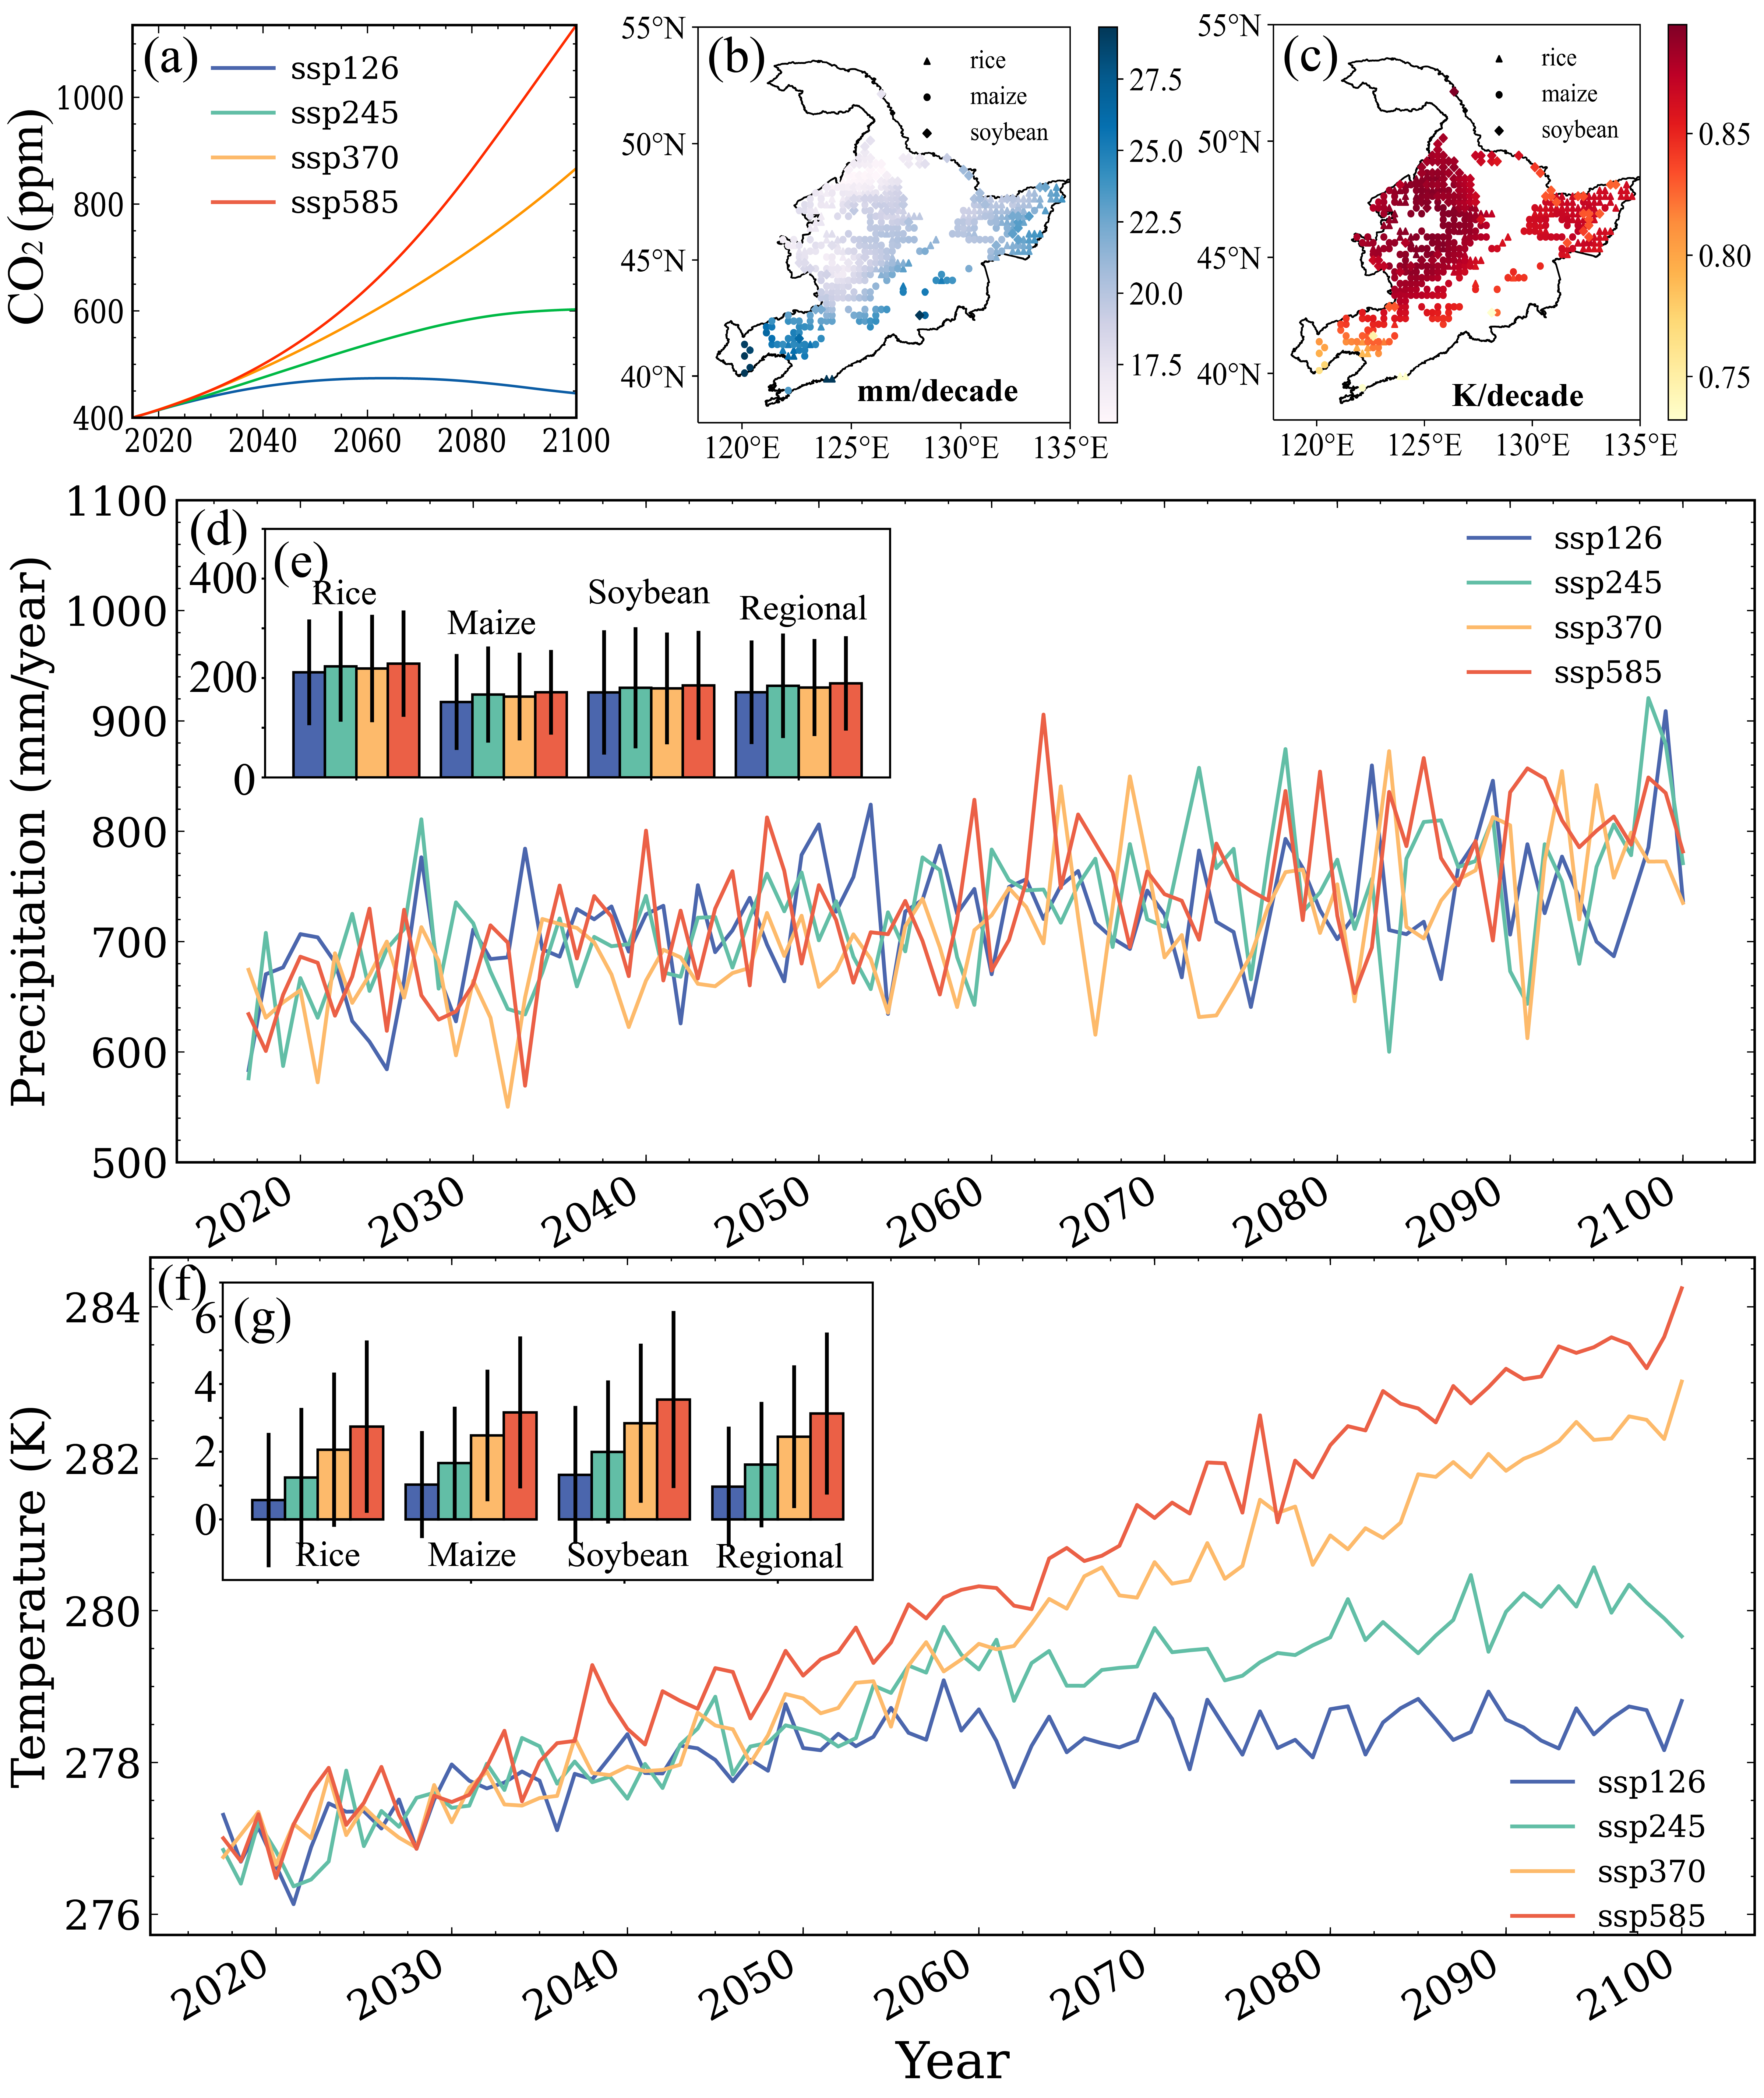 (a)
ssp126
ssp245
ssp370
ssp585
CO2 (ppm)
1000
800
600
400
2020 2040 2060 2080 2100
(b)
rice
maize
soybean
55°N
50°N
45°N
40°N
mm/decade
120°E 125°E 130°E 135°E
27.5
25.0
22.5
20.0
17.5
(c)
rice
maize
soybean
55°N
50°N
45°N
40°N
K/decade
120°E 125°E 130°E 135°E
0.85
0.80
0.75
Precipitation (mm/year)
1100
1000
900
800
700
600
500
(d)
(e)
400
200
0
Rice
Maize
Soybean
Regional
ssp126
ssp245
ssp370
ssp585
2020 2030 2040 2050 2060 2070 2080 2090 2100
Temperature (K)
284
282
280
278
276
(f)
(g)
6
4
2
0
Rice Maize Soybean Regional
ssp126
ssp245
ssp370
ssp585
2020 2030 2040 2050 2060 2070 2080 2090 2100
Year